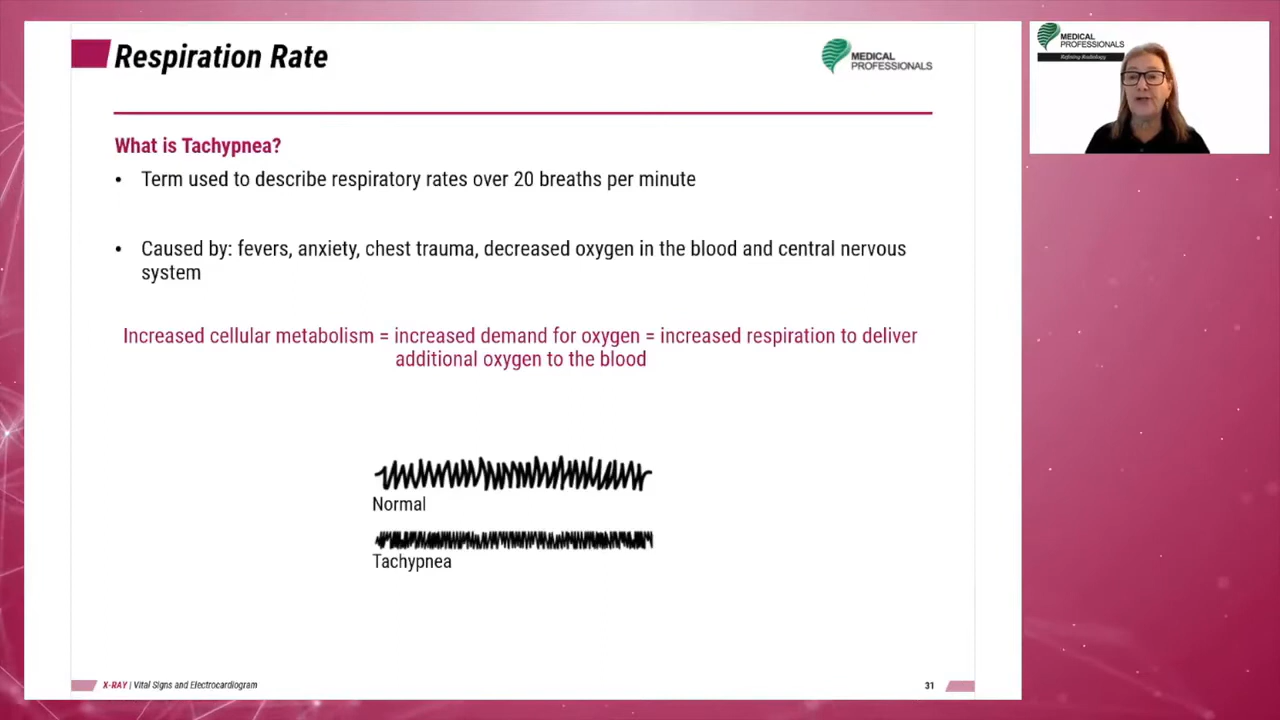 Respiration Rate
MEDICAL
PROFESSIONALS
MEDICAL
PROFESSIONALS
Refining Radiology
What is Tachypnea?
• Term used to describe respiratory rates over 20 breaths per minute
• Caused by: fevers, anxiety, chest trauma, decreased oxygen in the blood and central nervous
system
Increased cellular metabolism = increased demand for oxygen = increased respiration to deliver
additional oxygen to the blood
Normal
Tachypnea
X-RAY | Vital Signs and Electrocardiogram
31